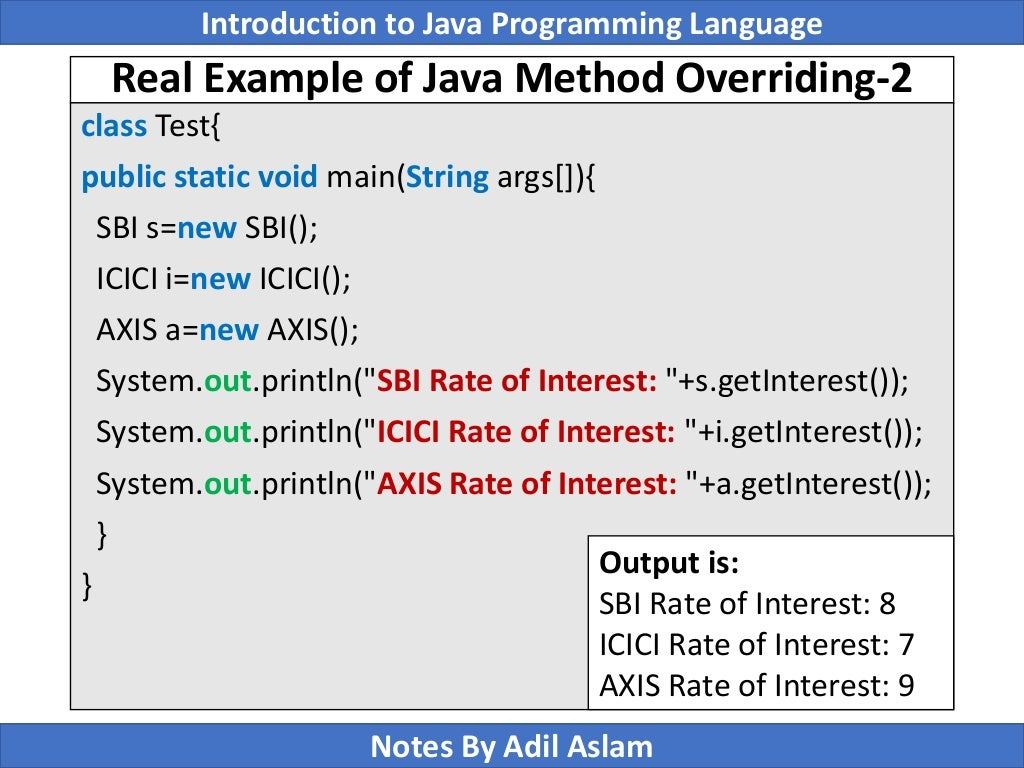 Introduction to Java Programming Language
Real Example of Java Method Overriding-2
class Test{
public static void main(String args[]){
SBI s=new SBI();
ICICI i=new ICICI();
AXIS a=new AXIS();
System.out.println("SBI Rate of Interest: "+s.getInterest());
System.out.println("ICICI Rate of Interest: "+i.getInterest());
System.out.println("AXIS Rate of Interest: "+a.getInterest());
}
}
Output is:
SBI Rate of Interest: 8
ICICI Rate of Interest: 7
AXIS Rate of Interest: 9
Notes By Adil Aslam